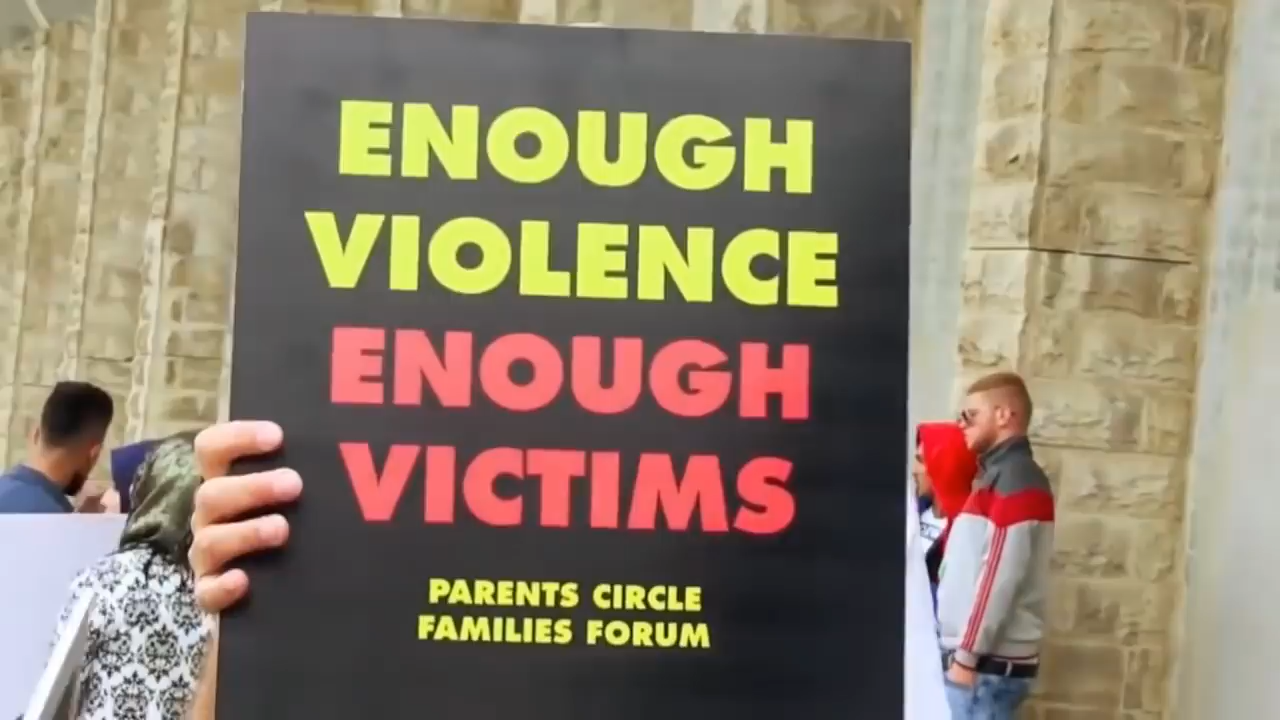 ENOUGH
VIOLENCE
ENOUGH
VICTIMS
PARENTS CIRCLE
FAMILIES FORUM